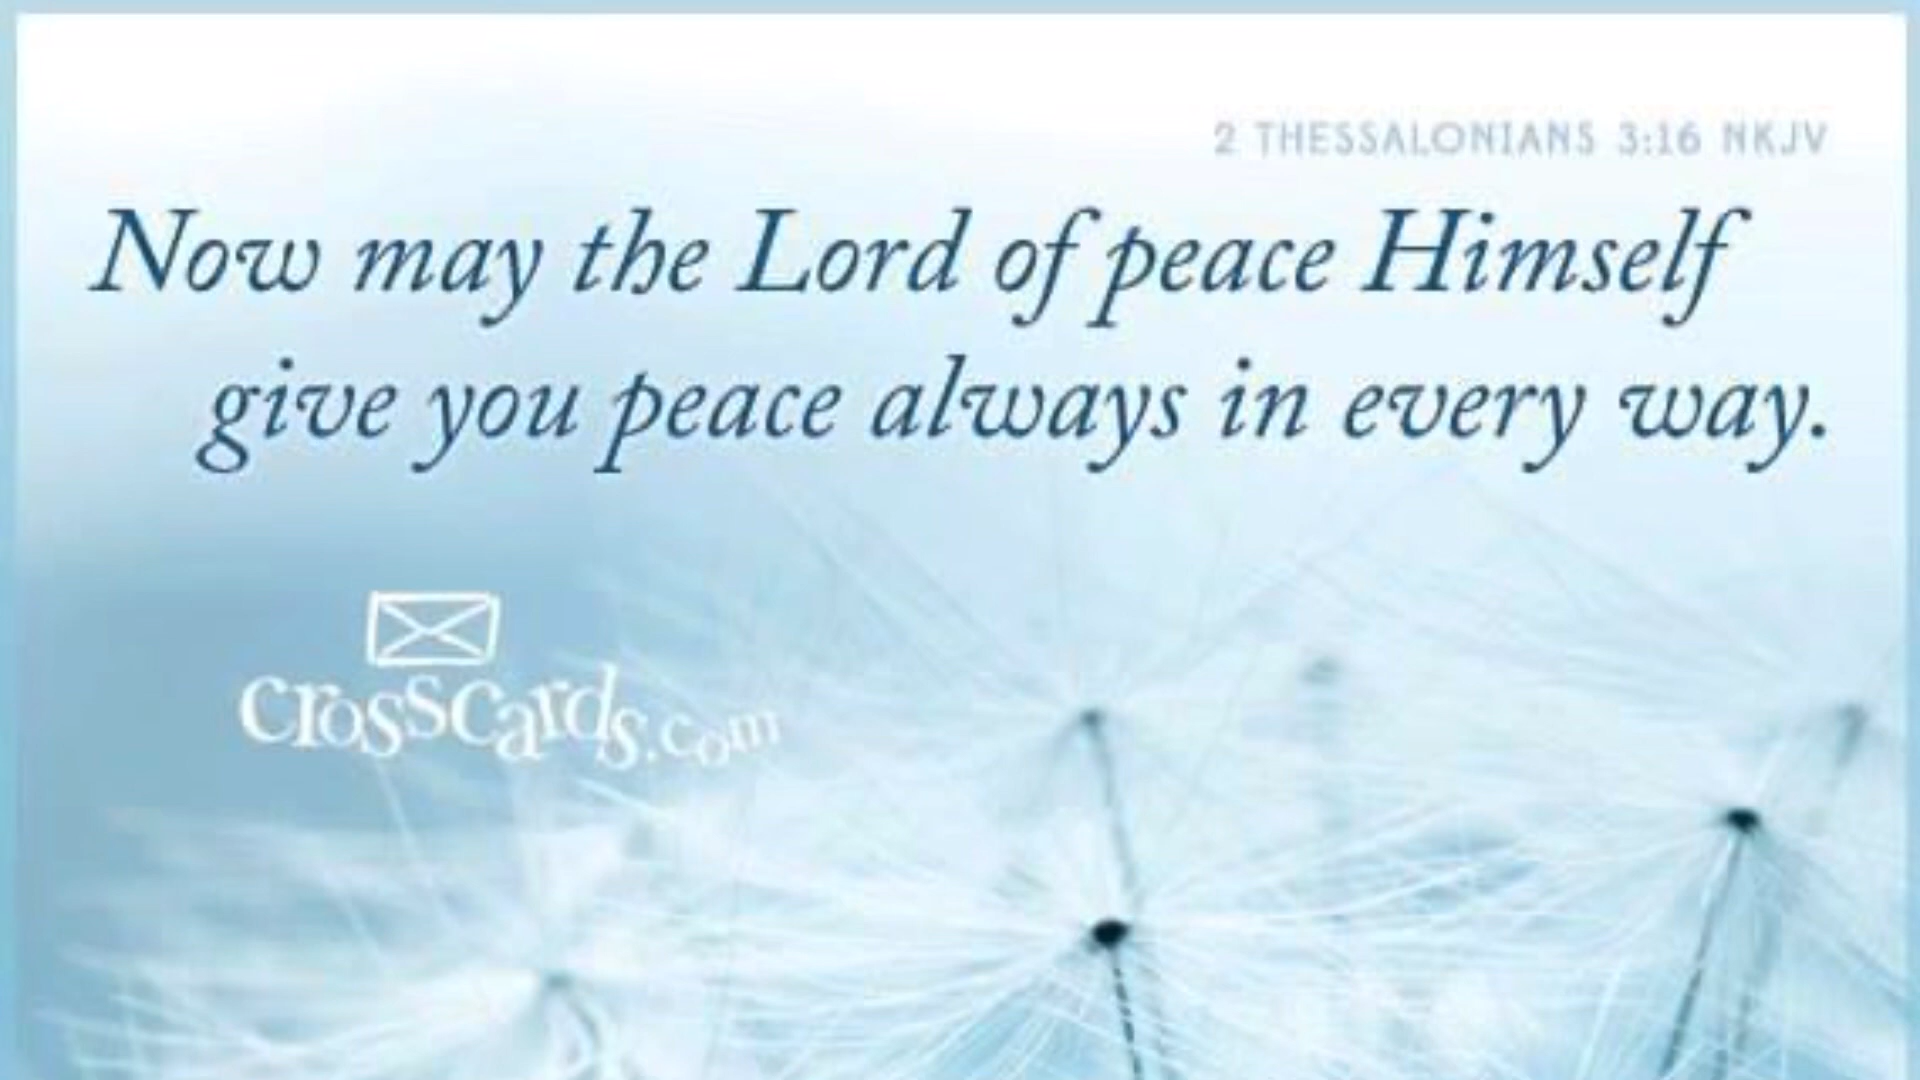 2 THESSALONIANS 3:16 NKJV
Now may the Lord of peace Himself
give you peace always in every way.
crosscards.com